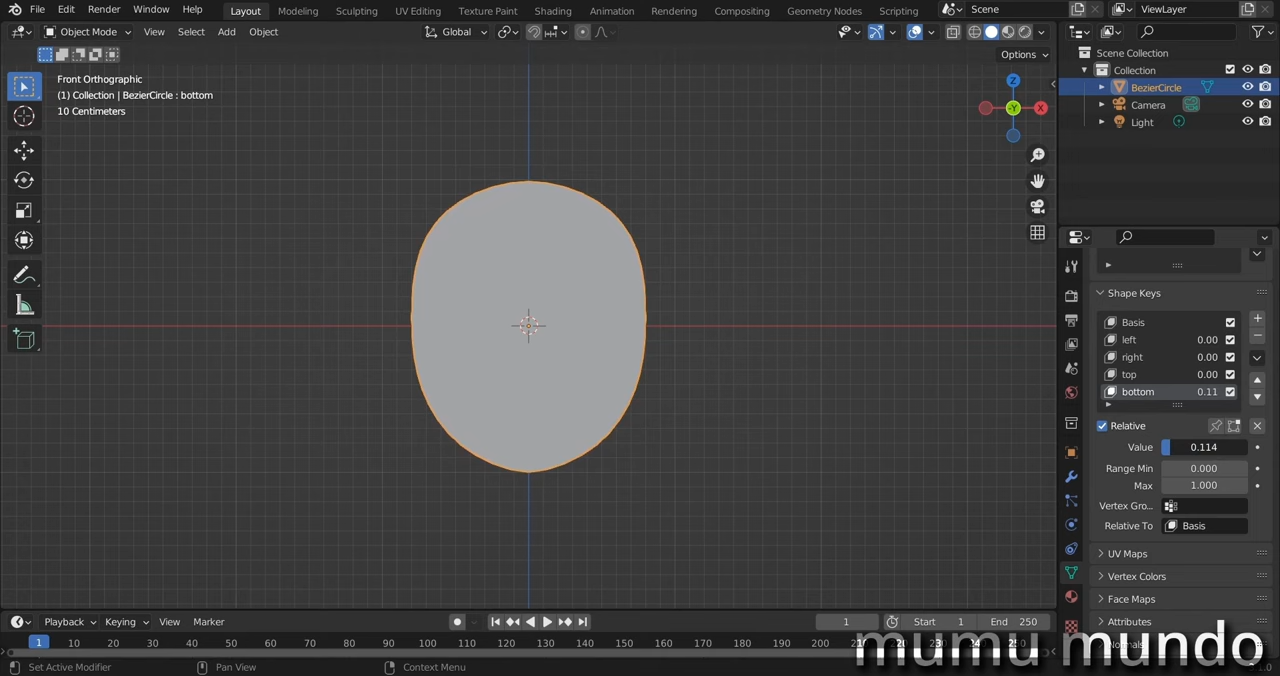 File Edit Render Window Help Layout Modeling Sculpting UV Editing Texture Paint Shading Animation Rendering Compositing Geometry Nodes Scripting Scene ViewLayer
Object Mode View Select Add Object Global
Options
Front Orthographic
(1) Collection | BezierCircle : bottom
10 Centimeters
Z
-Y
X
Scene Collection
Collection
BezierCircle
Camera
Light
Shape Keys
Basis
left 0.00
right 0.00
top 0.00
bottom 0.11
Relative
Value 0.114
Range Min 0.000
Max 1.000
Vertex Gro...
Relative To Basis
UV Maps
Vertex Colors
Face Maps
Attributes
Normals
Playback Keying View Marker 1 Start 1 End 250
1 10 20 30 40 50 60 70 80 90 100 110 120 130 140 150 160 170 180 190 200 210 220 230 240 250
Set Active Modifier Pan View Context Menu
mumu mundo